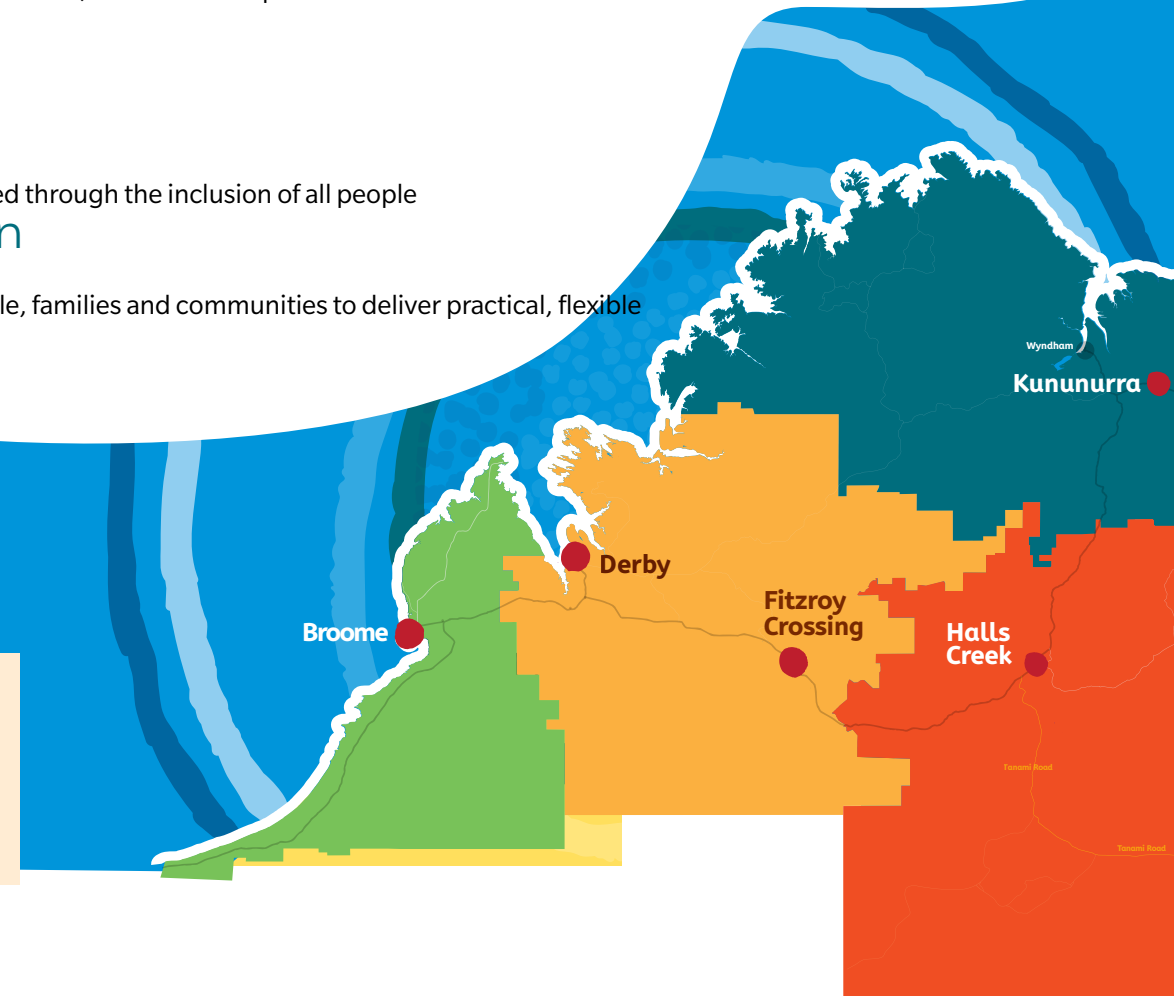 ed through the inclusion of all people
n
le, families and communities to deliver practical, flexible
Wyndham
Kununurra
Derby
Fitzroy
Crossing
Broome
Halls
Creek
Tanami Road
Tanami Road